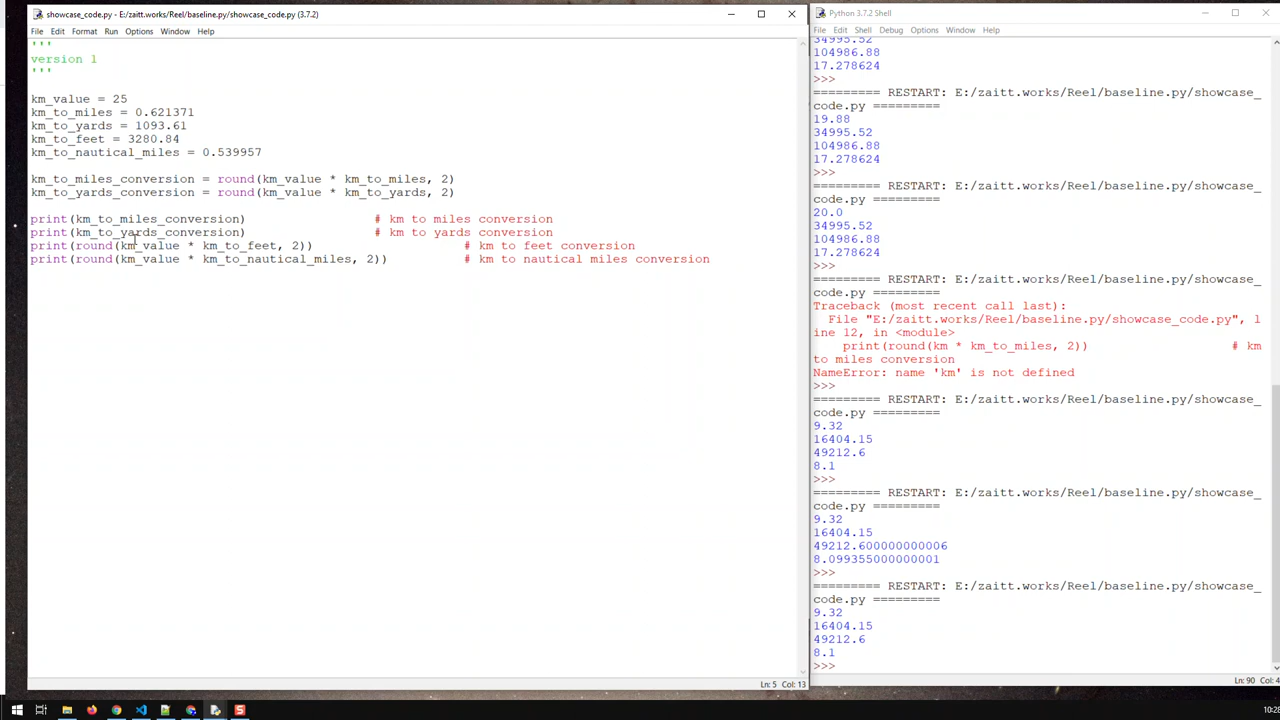 showcase_code.py - E:/zaitt.works/Reel/baseline.py/showcase_code.py (3.7.2)
File Edit Format Run Options Window Help
'''
version 1
'''
km_value = 25
km_to_miles = 0.621371
km_to_yards = 1093.61
km_to_feet = 3280.84
km_to_nautical_miles = 0.539957
km_to_miles_conversion = round(km_value * km_to_miles, 2)
km_to_yards_conversion = round(km_value * km_to_yards, 2)
print(km_to_miles_conversion) # km to miles conversion
print(km_to_yards_conversion) # km to yards conversion
print(round(km_value * km_to_feet, 2)) # km to feet conversion
print(round(km_value * km_to_nautical_miles, 2)) # km to nautical miles conversion
Ln: 5 Col: 13
Python 3.7.2 Shell
File Edit Shell Debug Options Window Help
34995.52
104986.88
17.278624
>>>
========= RESTART: E:/zaitt.works/Reel/baseline.py/showcase_
code.py =========
19.88
34995.52
104986.88
17.278624
>>>
========= RESTART: E:/zaitt.works/Reel/baseline.py/showcase_
code.py =========
20.0
34995.52
104986.88
17.278624
>>>
========= RESTART: E:/zaitt.works/Reel/baseline.py/showcase_
code.py =========
Traceback (most recent call last):
File "E:/zaitt.works/Reel/baseline.py/showcase_code.py", l
ine 12, in <module>
print(round(km * km_to_miles, 2)) # km
to miles conversion
NameError: name 'km' is not defined
>>>
========= RESTART: E:/zaitt.works/Reel/baseline.py/showcase_
code.py =========
9.32
16404.15
49212.6
8.1
>>>
========= RESTART: E:/zaitt.works/Reel/baseline.py/showcase_
code.py =========
9.32
16404.15
49212.600000000006
8.099355000000001
>>>
========= RESTART: E:/zaitt.works/Reel/baseline.py/showcase_
code.py =========
9.32
16404.15
49212.6
8.1
>>>
Ln: 90 Col: 4
10:28